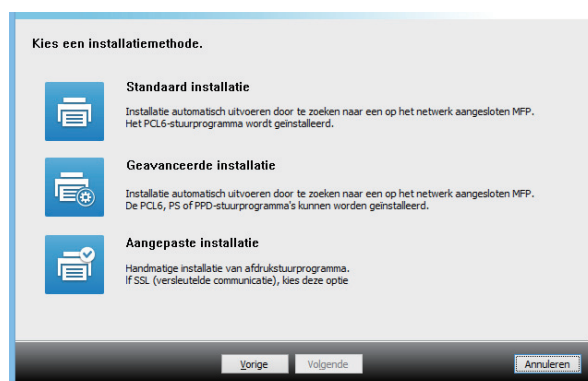 Kies een installatiemethode.
Standaard installatie
Installatie automatisch uitvoeren door te zoeken naar een op het netwerk aangesloten MFP.
Het PCL6-stuurprogramma wordt geïnstalleerd.
Geavanceerde installatie
Installatie automatisch uitvoeren door te zoeken naar een op het netwerk aangesloten MFP.
De PCL6, PS of PPD-stuurprogramma's kunnen worden geïnstalleerd.
Aangepaste installatie
Handmatige installatie van afdrukstuurprogramma.
If SSL (versleutelde communicatie), kies deze optie
Vorige Volgende Annuleren